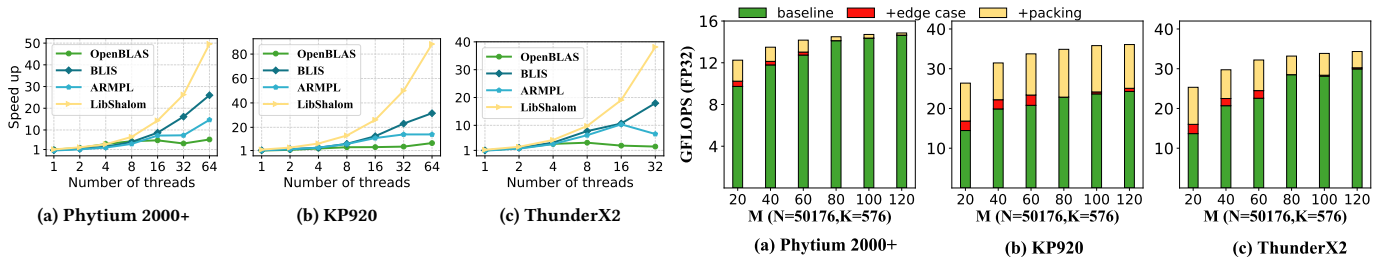 Speed up
50
40
30
20
10
1
OpenBLAS
BLIS
ARMPL
LibShalom
1 2 4 8 16 32 64
Number of threads
(a) Phytium 2000+
80
60
40
20
1
OpenBLAS
BLIS
ARMPL
LibShalom
1 2 4 8 16 32 64
Number of threads
(b) KP920
40
30
20
10
1
OpenBLAS
BLIS
ARMPL
LibShalom
1 2 4 8 16 32
Number of threads
(c) ThunderX2
baseline +edge case +packing
GFLOPS (FP32)
16
12
8
4
20 40 60 80 100 120
M (N=50176,K=576)
(a) Phytium 2000+
40
30
20
10
20 40 60 80 100 120
M (N=50176,K=576)
(b) KP920
40
30
20
10
20 40 60 80 100 120
M (N=50176,K=576)
(c) ThunderX2